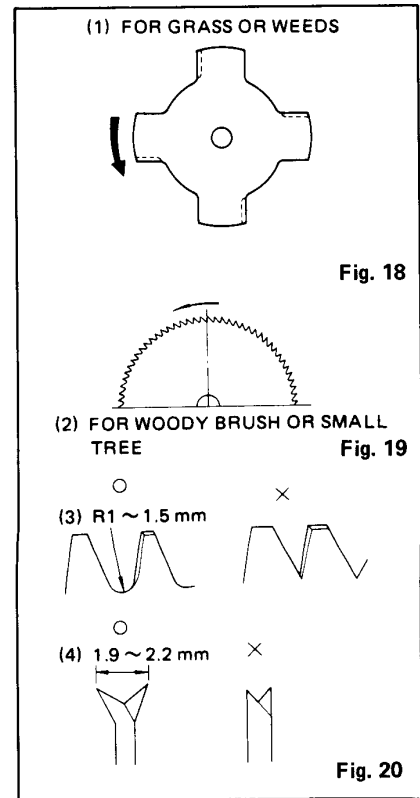 (1) FOR GRASS OR WEEDS
Fig. 18
(2) FOR WOODY BRUSH OR SMALL
TREE
Fig. 19
○ ×
(3) R1 ~ 1.5 mm
○ ×
(4) 1.9 ~ 2.2 mm
Fig. 20